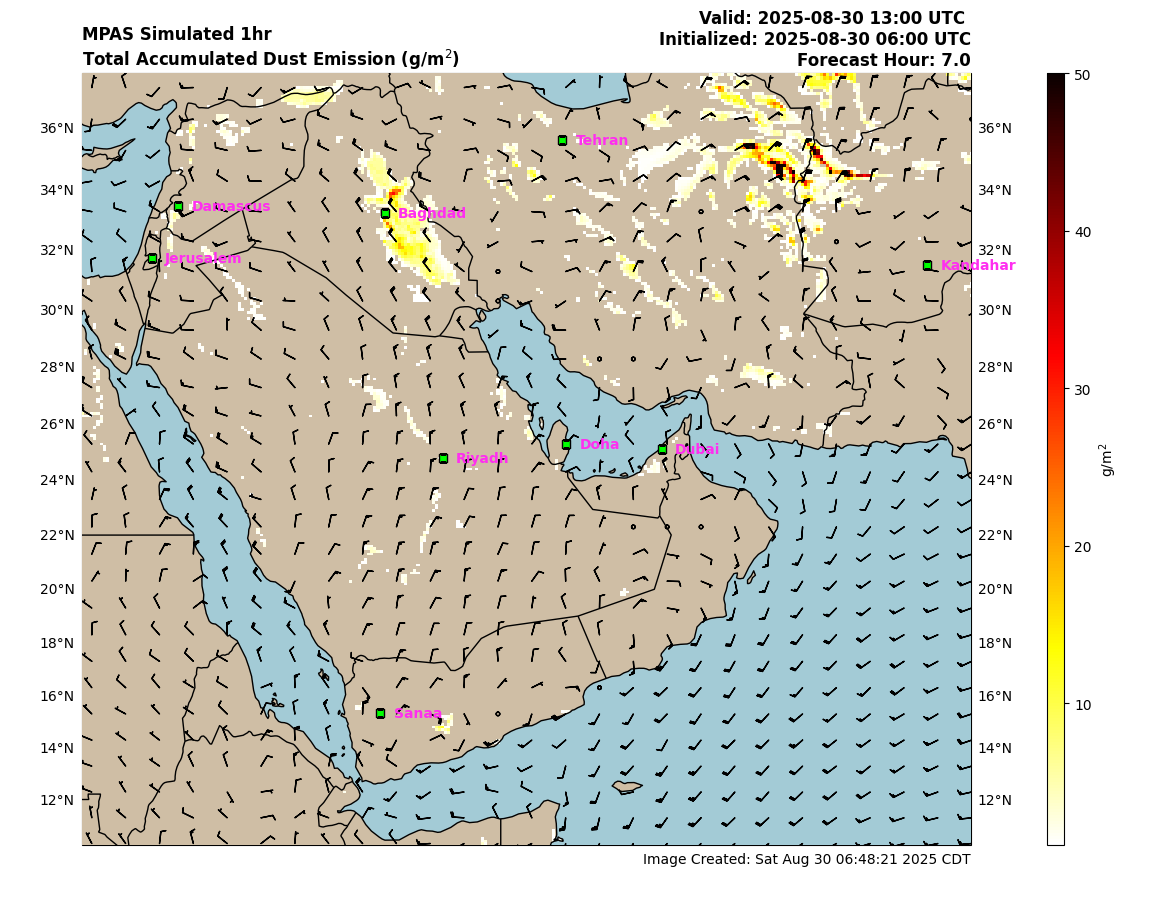 MPAS Simulated 1hr
Total Accumulated Dust Emission (g/m²)
Valid: 2025-08-30 13:00 UTC
Initialized: 2025-08-30 06:00 UTC
Forecast Hour: 7.0
36°N
34°N
32°N
30°N
28°N
26°N
24°N
22°N
20°N
18°N
16°N
14°N
12°N
Tehran
Damascus
Baghdad
Jerusalem
Kandahar
Doha
Dubai
Riyadh
Sanaa
36°N
34°N
32°N
30°N
28°N
26°N
24°N
22°N
20°N
18°N
16°N
14°N
12°N
50
40
30
20
10
g/m²
Image Created: Sat Aug 30 06:48:21 2025 CDT